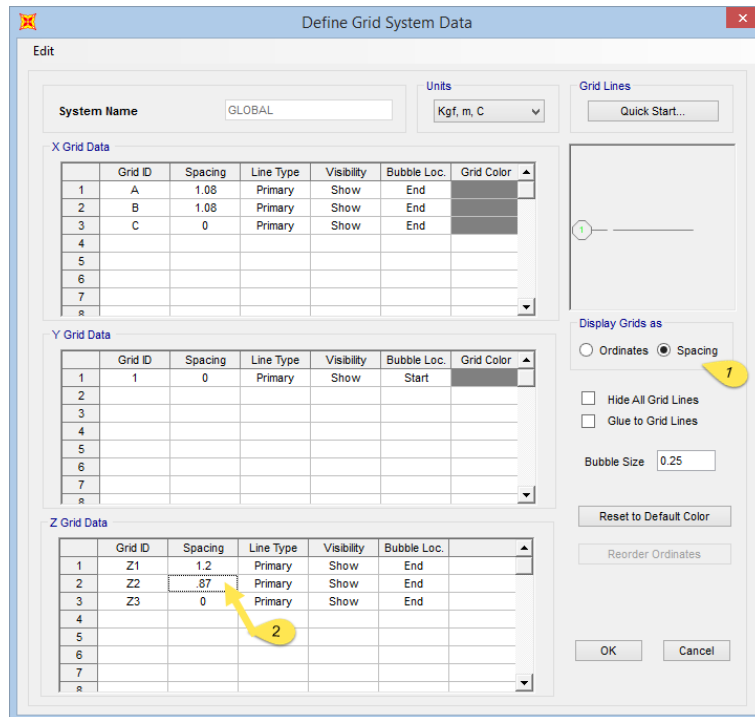 Define Grid System Data
Edit
Units
Grid Lines
System Name GLOBAL Kgf, m, C Quick Start...
X Grid Data
Grid ID Spacing Line Type Visibility Bubble Loc. Grid Color
1 A 1.08 Primary Show End
2 B 1.08 Primary Show End
3 C 0 Primary Show End
4
5
6
7
8
1
Display Grids as
Ordinates Spacing
1
Y Grid Data
Grid ID Spacing Line Type Visibility Bubble Loc. Grid Color
1 1 0 Primary Show Start
2
3
4
5
6
7
8
Hide All Grid Lines
Glue to Grid Lines
Bubble Size 0.25
Reset to Default Color
Reorder Ordinates
Z Grid Data
Grid ID Spacing Line Type Visibility Bubble Loc.
1 Z1 1.2 Primary Show End
2 Z2 .87 Primary Show End
3 Z3 0 Primary Show End
4
5
6
7
8
2
OK Cancel